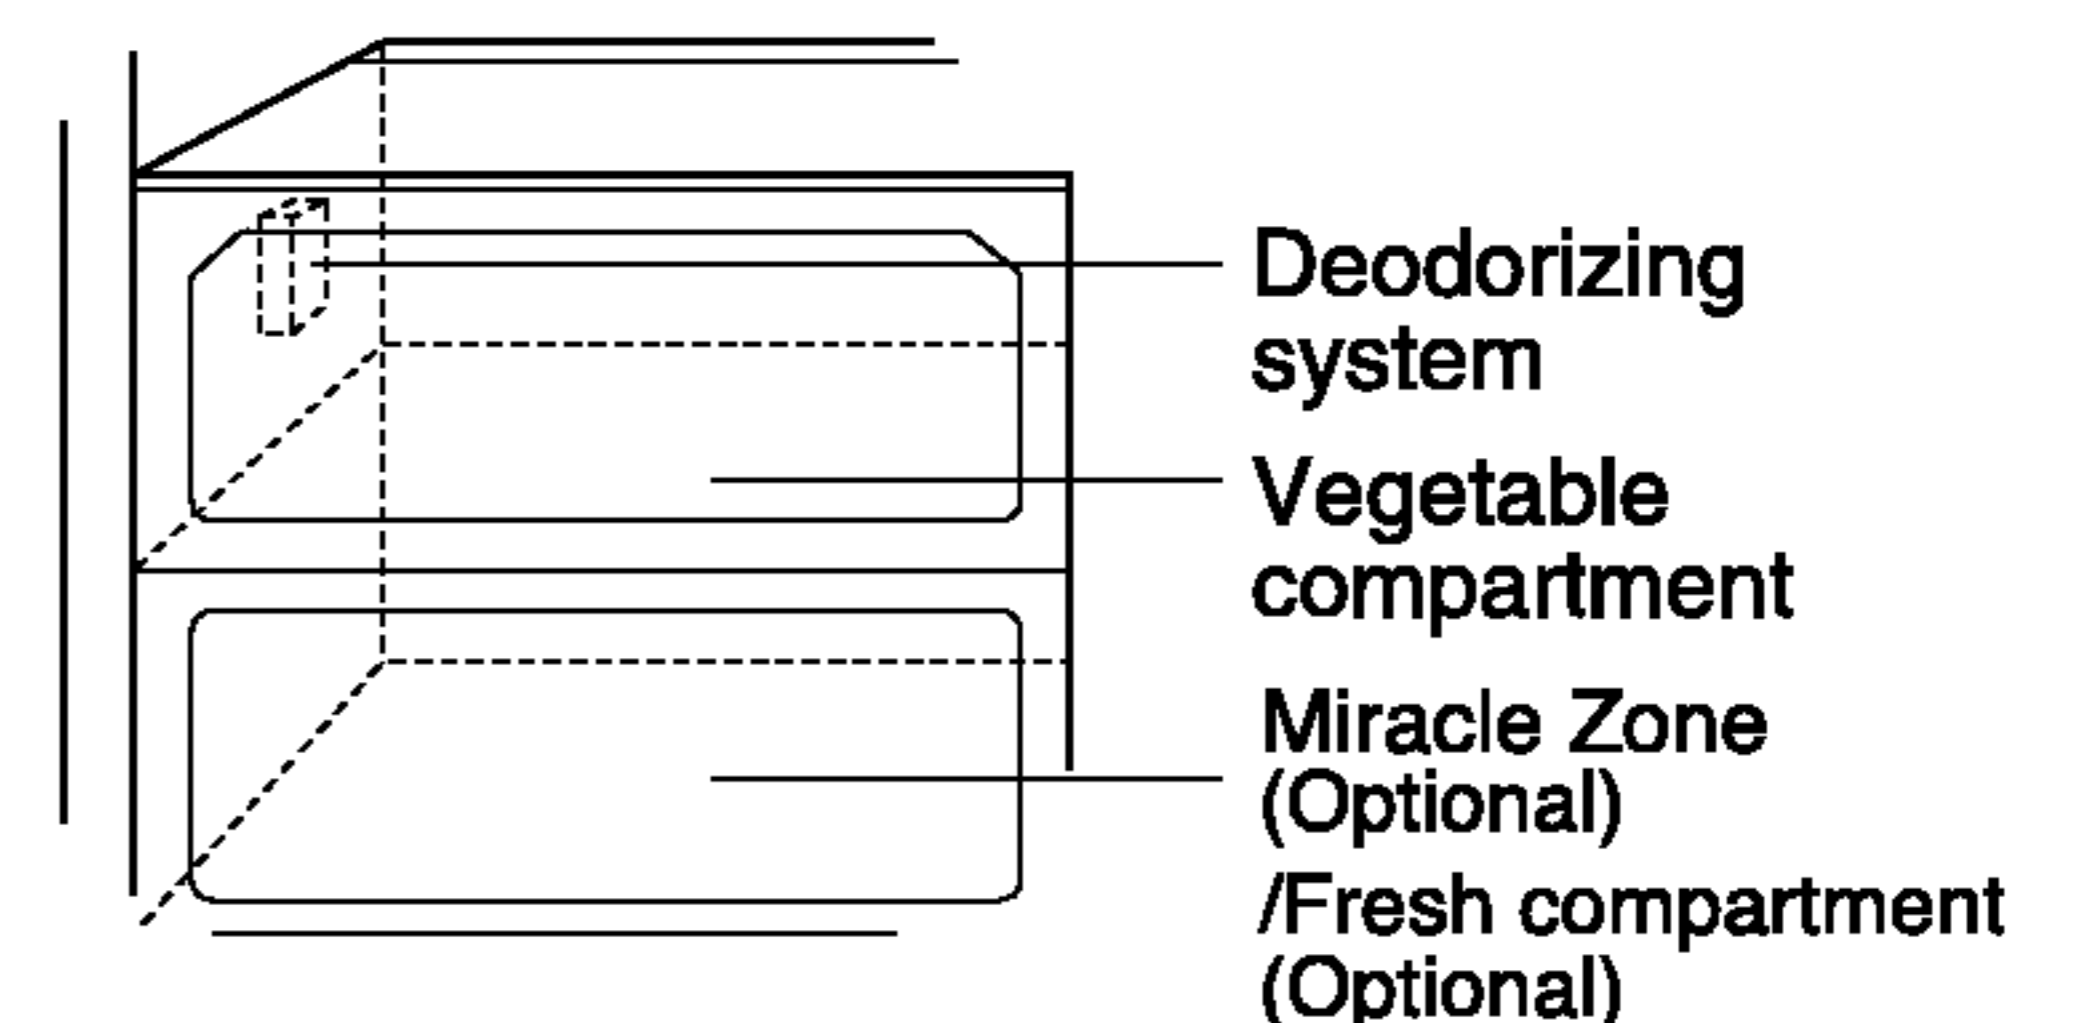 Deodorizing
system
Vegetable
compartment
Miracle Zone
(Optional)
/Fresh compartment
(Optional)